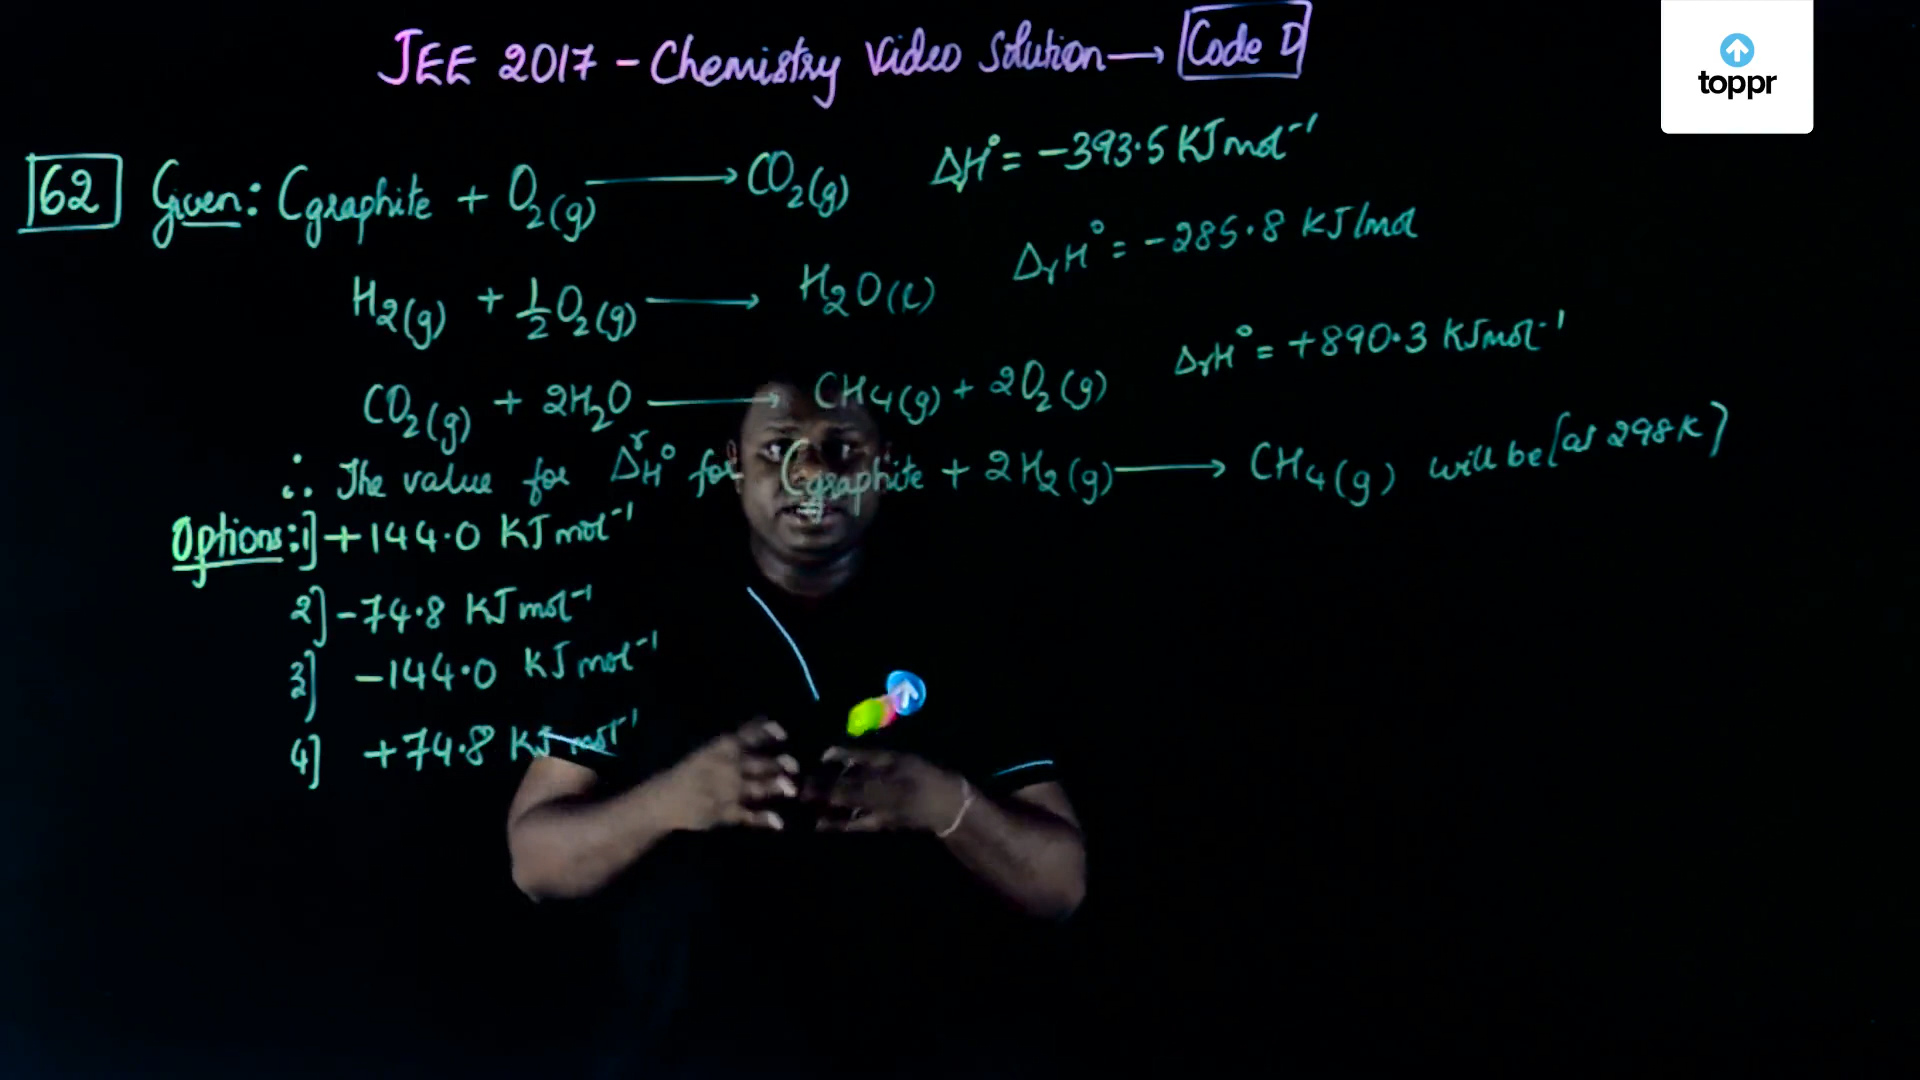 JEE 2017 - Chemistry Video Solution → Code D
toppr
62 Given: Cgraphite + O₂(g) → CO₂(g) ΔH° = -393.5 KJ mol⁻¹
H₂(g) + 1/2 O₂(g) → H₂O(l) ΔrH° = -285.8 KJ/mol
CO₂(g) + 2H₂O → CH₄(g) + 2O₂(g) ΔrH° = +890.3 KJ mol⁻¹
∴ The value for ΔrH° for Cgraphite + 2H₂(g) → CH₄(g) will be [at 298K]
Options: 1] +144.0 KJ mol⁻¹
2] -74.8 KJ mol⁻¹
3] -144.0 KJ mol⁻¹
4] +74.8 KJ mol⁻¹